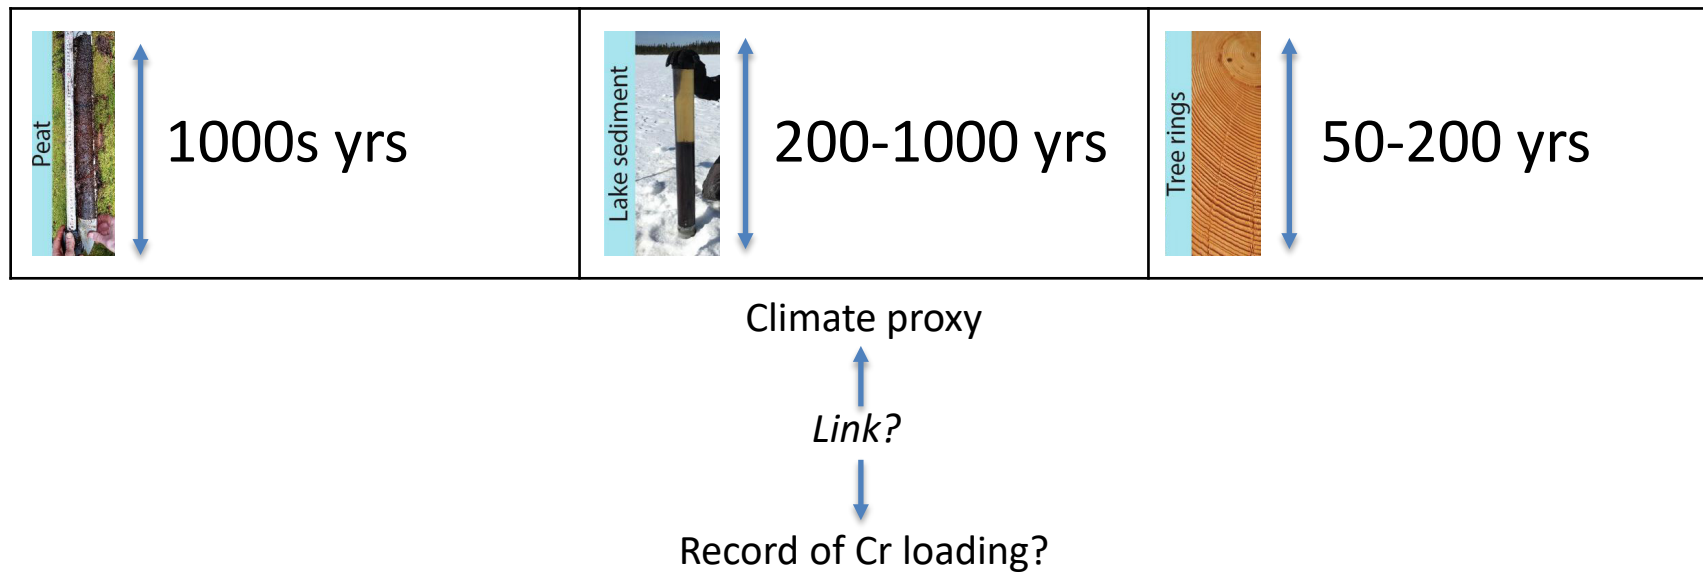 Peat
1000s yrs
Lake sediment
200-1000 yrs
Tree rings
50-200 yrs
Climate proxy
Link?
Record of Cr loading?